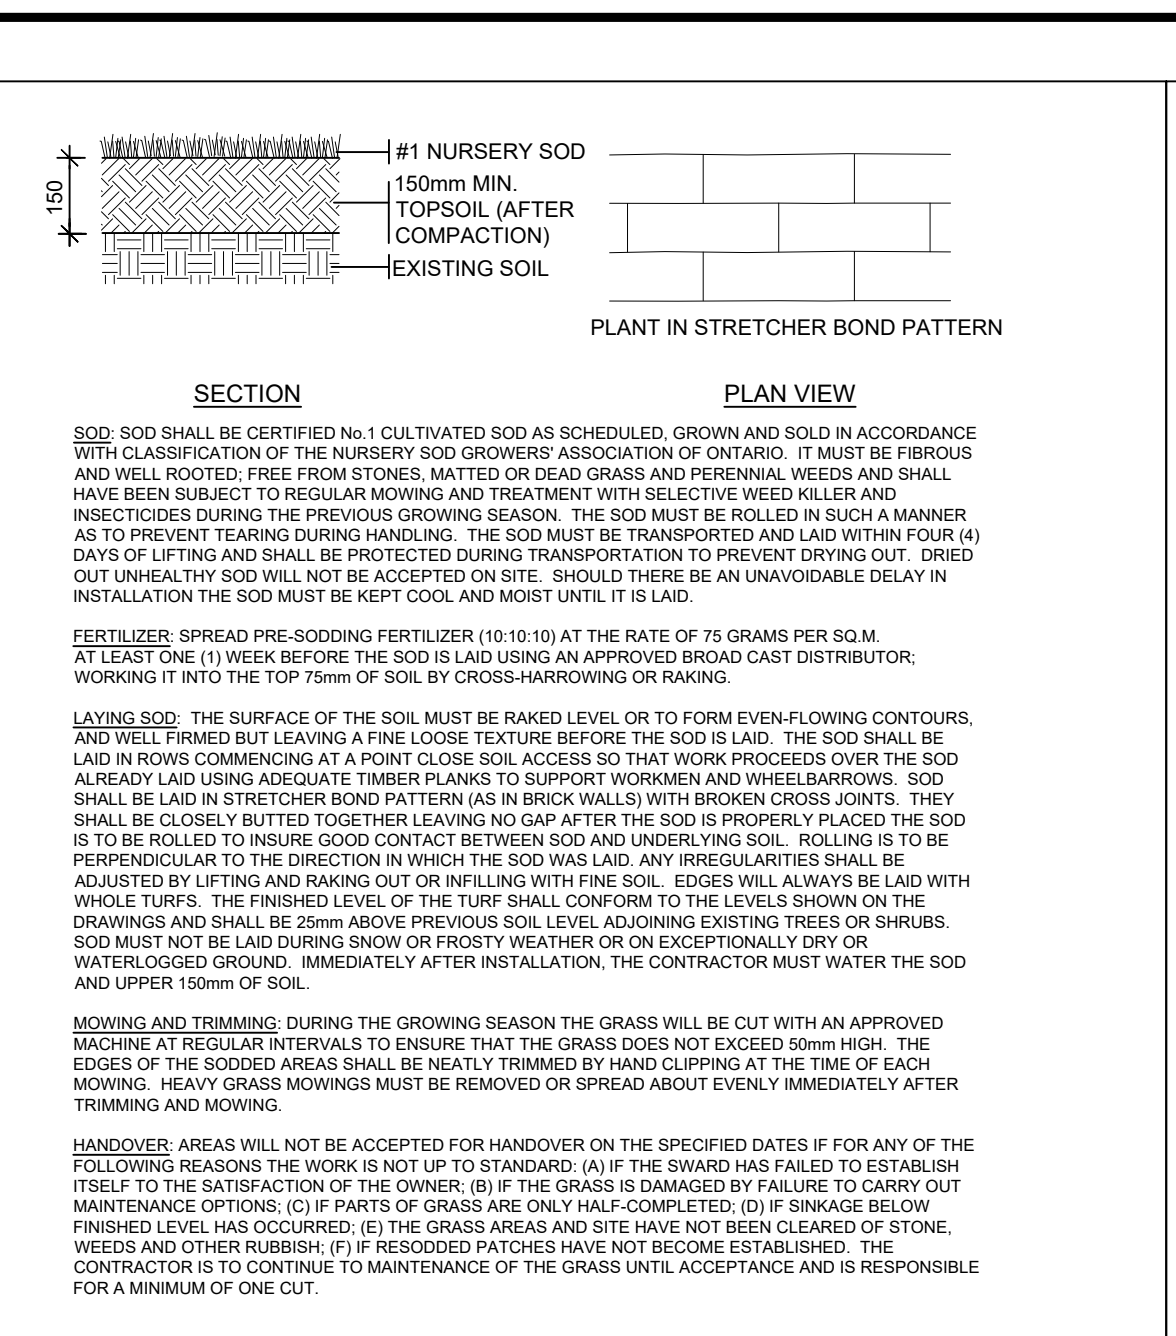 150
#1 NURSERY SOD
150mm MIN.
TOPSOIL (AFTER
COMPACTION)
EXISTING SOIL
PLANT IN STRETCHER BOND PATTERN
SECTION
PLAN VIEW
SOD: SOD SHALL BE CERTIFIED No.1 CULTIVATED SOD AS SCHEDULED, GROWN AND SOLD IN ACCORDANCE
WITH CLASSIFICATION OF THE NURSERY SOD GROWERS' ASSOCIATION OF ONTARIO. IT MUST BE FIBROUS
AND WELL ROOTED; FREE FROM STONES, MATTED OR DEAD GRASS AND PERENNIAL WEEDS AND SHALL
HAVE BEEN SUBJECT TO REGULAR MOWING AND TREATMENT WITH SELECTIVE WEED KILLER AND
INSECTICIDES DURING THE PREVIOUS GROWING SEASON. THE SOD MUST BE ROLLED IN SUCH A MANNER
AS TO PREVENT TEARING DURING HANDLING. THE SOD MUST BE TRANSPORTED AND LAID WITHIN FOUR (4)
DAYS OF LIFTING AND SHALL BE PROTECTED DURING TRANSPORTATION TO PREVENT DRYING OUT. DRIED
OUT UNHEALTHY SOD WILL NOT BE ACCEPTED ON SITE. SHOULD THERE BE AN UNAVOIDABLE DELAY IN
INSTALLATION THE SOD MUST BE KEPT COOL AND MOIST UNTIL IT IS LAID.
FERTILIZER: SPREAD PRE-SODDING FERTILIZER (10:10:10) AT THE RATE OF 75 GRAMS PER SQ.M.
AT LEAST ONE (1) WEEK BEFORE THE SOD IS LAID USING AN APPROVED BROAD CAST DISTRIBUTOR;
WORKING IT INTO THE TOP 75mm OF SOIL BY CROSS-HARROWING OR RAKING.
LAYING SOD: THE SURFACE OF THE SOIL MUST BE RAKED LEVEL OR TO FORM EVEN-FLOWING CONTOURS,
AND WELL FIRMED BUT LEAVING A FINE LOOSE TEXTURE BEFORE THE SOD IS LAID. THE SOD SHALL BE
LAID IN ROWS COMMENCING AT A POINT CLOSE SOIL ACCESS SO THAT WORK PROCEEDS OVER THE SOD
ALREADY LAID USING ADEQUATE TIMBER PLANKS TO SUPPORT WORKMEN AND WHEELBARROWS. SOD
SHALL BE LAID IN STRETCHER BOND PATTERN (AS IN BRICK WALLS) WITH BROKEN CROSS JOINTS. THEY
SHALL BE CLOSELY BUTTED TOGETHER LEAVING NO GAP AFTER THE SOD IS PROPERLY PLACED THE SOD
IS TO BE ROLLED TO INSURE GOOD CONTACT BETWEEN SOD AND UNDERLYING SOIL. ROLLING IS TO BE
PERPENDICULAR TO THE DIRECTION IN WHICH THE SOD WAS LAID. ANY IRREGULARITIES SHALL BE
ADJUSTED BY LIFTING AND RAKING OUT OR INFILLING WITH FINE SOIL. EDGES WILL ALWAYS BE LAID WITH
WHOLE TURFS. THE FINISHED LEVEL OF THE TURF SHALL CONFORM TO THE LEVELS SHOWN ON THE
DRAWINGS AND SHALL BE 25mm ABOVE PREVIOUS SOIL LEVEL ADJOINING EXISTING TREES OR SHRUBS.
SOD MUST NOT BE LAID DURING SNOW OR FROSTY WEATHER OR ON EXCEPTIONALLY DRY OR
WATERLOGGED GROUND. IMMEDIATELY AFTER INSTALLATION, THE CONTRACTOR MUST WATER THE SOD
AND UPPER 150mm OF SOIL.
MOWING AND TRIMMING: DURING THE GROWING SEASON THE GRASS WILL BE CUT WITH AN APPROVED
MACHINE AT REGULAR INTERVALS TO ENSURE THAT THE GRASS DOES NOT EXCEED 50mm HIGH. THE
EDGES OF THE SODDED AREAS SHALL BE NEATLY TRIMMED BY HAND CLIPPING AT THE TIME OF EACH
MOWING. HEAVY GRASS MOWINGS MUST BE REMOVED OR SPREAD ABOUT EVENLY IMMEDIATELY AFTER
TRIMMING AND MOWING.
HANDOVER: AREAS WILL NOT BE ACCEPTED FOR HANDOVER ON THE SPECIFIED DATES IF FOR ANY OF THE
FOLLOWING REASONS THE WORK IS NOT UP TO STANDARD: (A) IF THE SWARD HAS FAILED TO ESTABLISH
ITSELF TO THE SATISFACTION OF THE OWNER; (B) IF THE GRASS IS DAMAGED BY FAILURE TO CARRY OUT
MAINTENANCE OPTIONS; (C) IF PARTS OF GRASS ARE ONLY HALF-COMPLETED; (D) IF SINKAGE BELOW
FINISHED LEVEL HAS OCCURRED; (E) THE GRASS AREAS AND SITE HAVE NOT BEEN CLEARED OF STONE,
WEEDS AND OTHER RUBBISH; (F) IF RESODDED PATCHES HAVE NOT BECOME ESTABLISHED. THE
CONTRACTOR IS TO CONTINUE TO MAINTENANCE OF THE GRASS UNTIL ACCEPTANCE AND IS RESPONSIBLE
FOR A MINIMUM OF ONE CUT.